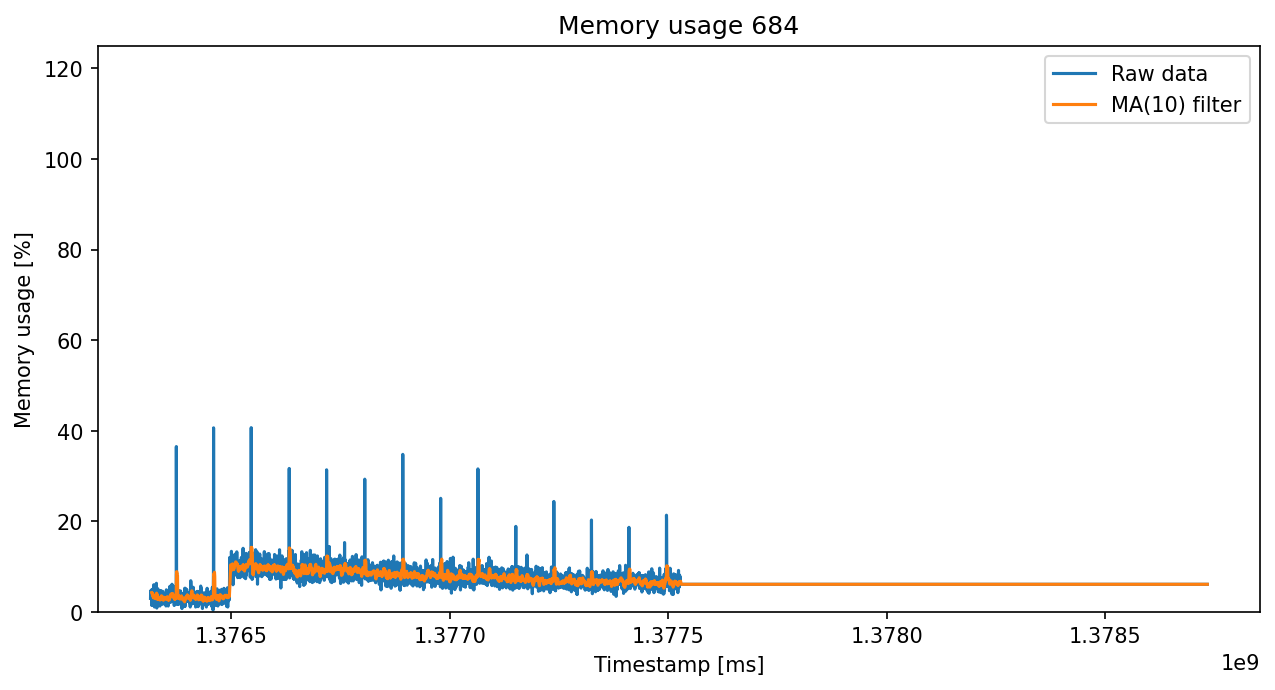 Memory usage 684
Raw data
MA(10) filter
Memory usage [%]
120
100
80
60
40
20
0
1.3765
1.3770
1.3775
1.3780
1.3785
1e9
Timestamp [ms]